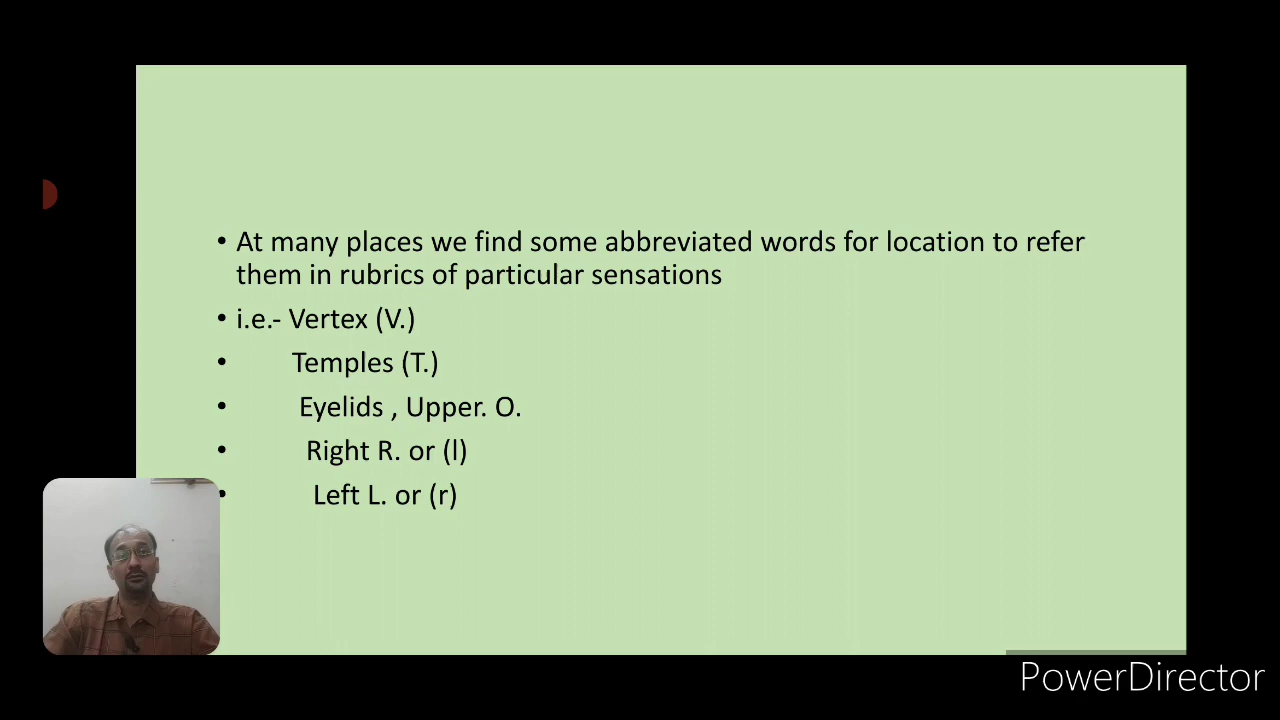 • At many places we find some abbreviated words for location to refer
them in rubrics of particular sensations
• i.e.- Vertex (V.)
• Temples (T.)
• Eyelids , Upper. O.
• Right R. or (l)
• Left L. or (r)
PowerDirector